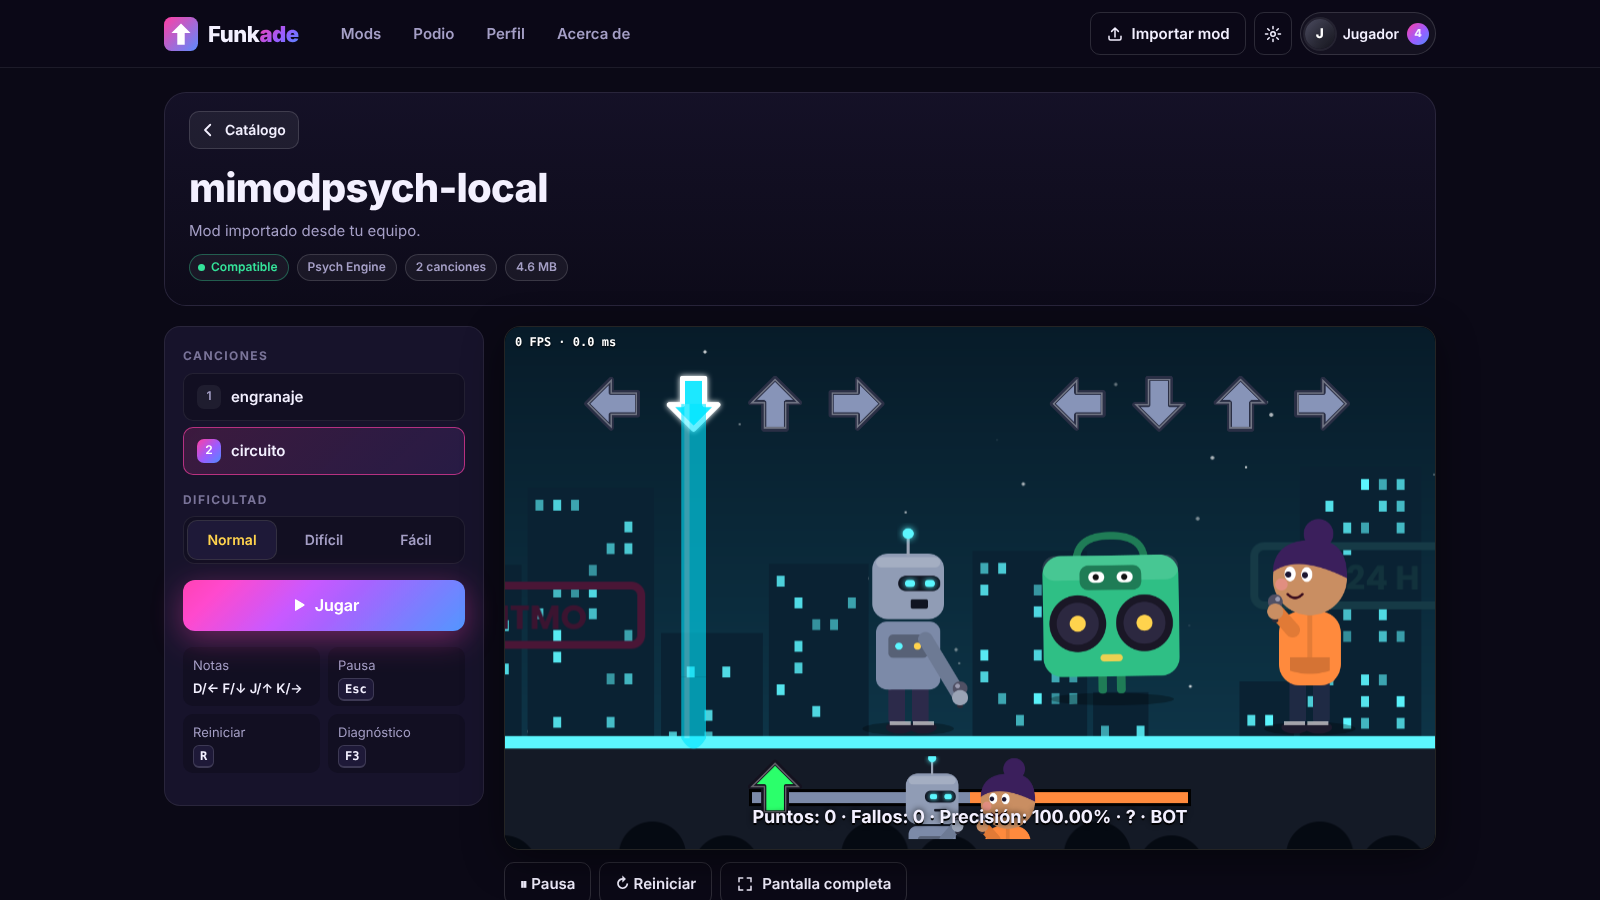 Funkade
Mods
Podio
Perfil
Acerca de
Importar mod
J
Jugador
4
Catálogo
mimodpsych-local
Mod importado desde tu equipo.
Compatible
Psych Engine
2 canciones
4.6 MB
CANCIONES
1
engranaje
2
circuito
DIFICULTAD
Normal
Difícil
Fácil
Jugar
Notas
D/← F/↓ J/↑ K/→
Pausa
Esc
Reiniciar
R
Diagnóstico
F3
0 FPS · 0.0 ms
TMO
24 H
Puntos: 0 · Fallos: 0 · Precisión: 100.00% · ? · BOT
Pausa
Reiniciar
Pantalla completa